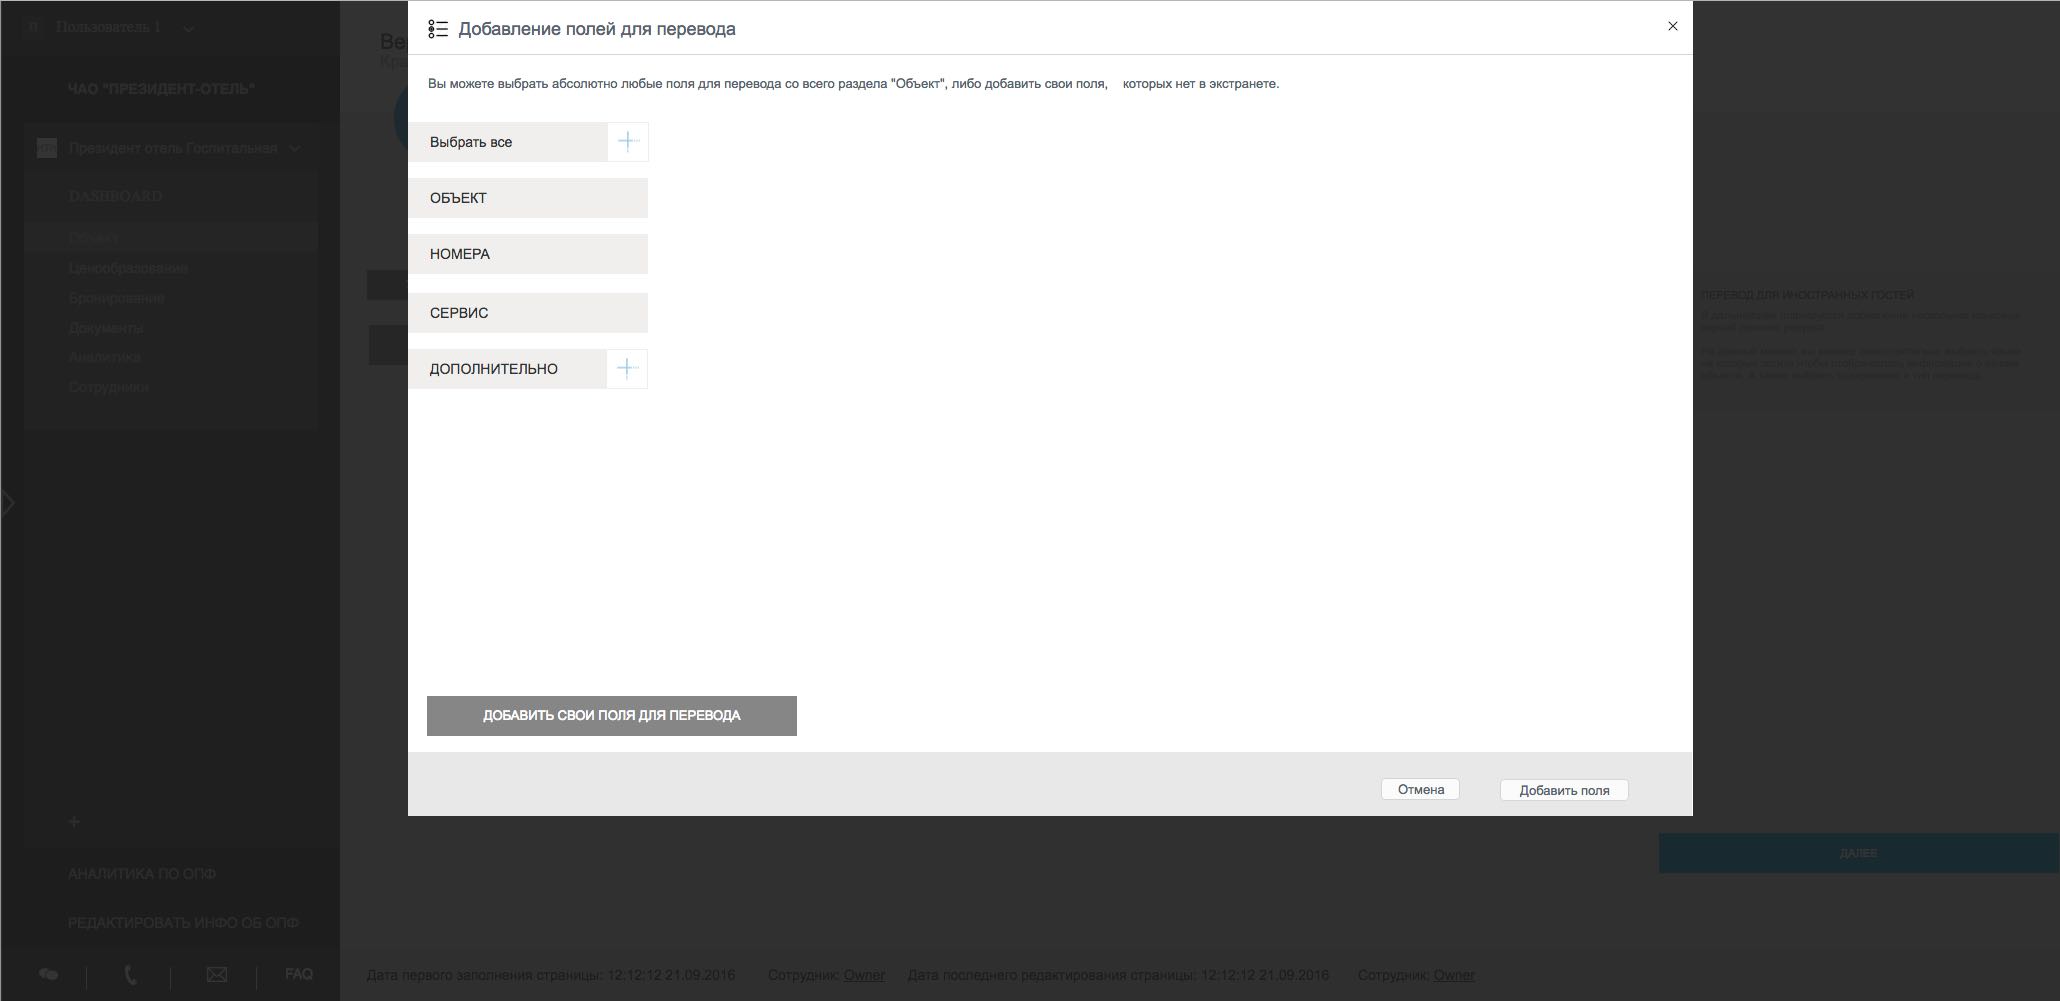 П Пользователь 1
ЧАО "ПРЕЗИДЕНТ-ОТЕЛЬ"
Президент отель Госпитальная
DASHBOARD
Объект
Ценообразование
Бронирование
Документы
Аналитика
Сотрудники
АНАЛИТИКА ПО ОПФ
РЕДАКТИРОВАТЬ ИНФО ОБ ОПФ
FAQ
Добавление полей для перевода
Вы можете выбрать абсолютно любые поля для перевода со всего раздела "Объект", либо добавить свои поля, которых нет в экстранете.
Выбрать все
ОБЪЕКТ
НОМЕРА
СЕРВИС
ДОПОЛНИТЕЛЬНО
ДОБАВИТЬ СВОИ ПОЛЯ ДЛЯ ПЕРЕВОДА
Отмена
Добавить поля
ПЕРЕВОД ДЛЯ ИНОСТРАННЫХ ГОСТЕЙ
ДАЛЕЕ
Дата первого заполнения страницы: 12:12:12 21.09.2016 Сотрудник: Owner Дата последнего редактирования страницы: 12:12:12 21.09.2016 Сотрудник: Owner